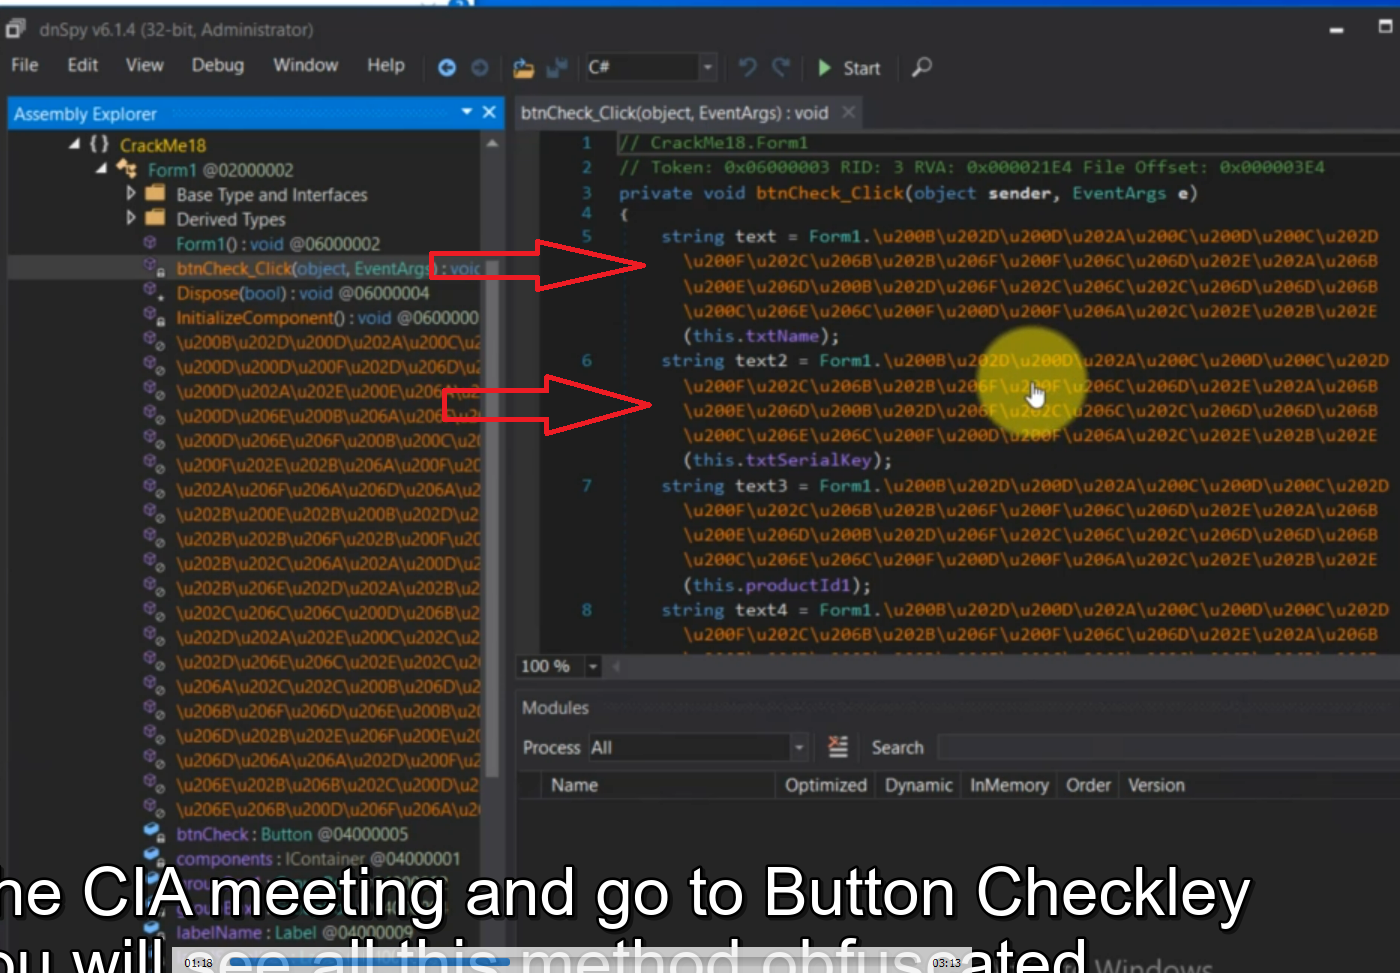 dnSpy v6.1.4 (32-bit, Administrator)
File Edit View Debug Window Help C# Start
Assembly Explorer
CrackMe18
Form1 @02000002
Base Type and Interfaces
Derived Types
Form1() : void @06000002
btnCheck_Click(object, EventArgs) : void
Dispose(bool) : void @06000004
InitializeComponent() : void @0600000
\u200B\u202D\u200D\u202A\u200C\u2
\u200D\u200D\u200F\u202D\u206D\u2
\u200D\u202A\u202E\u200E\u206A\u2
\u200D\u206E\u200B\u206A\u206F\u2
\u200D\u206E\u206F\u200B\u200C\u20
\u200F\u202E\u202B\u206A\u200F\u20
\u202A\u206F\u206A\u206D\u206A\u2
\u202B\u200E\u202B\u200B\u202D\u2
\u202B\u202B\u206F\u202B\u200F\u20
\u202B\u202C\u206A\u202A\u200D\u2
\u202B\u206E\u202D\u202A\u202B\u2
\u202C\u206C\u206C\u200D\u206B\u2
\u202D\u202A\u202E\u200C\u202C\u2
\u202D\u206E\u206C\u202E\u202C\u2
\u206A\u202C\u202C\u200B\u206D\u2
\u206B\u206F\u206D\u206E\u200B\u2
\u206D\u202B\u202E\u206F\u200E\u20
\u206D\u206A\u206A\u202D\u200F\u2
\u206E\u202B\u206B\u202C\u200D\u2
\u206E\u206B\u200D\u206F\u206A\u2
btnCheck : Button @04000005
components : IContainer @04000001
labelName : Label @04000009
btnCheck_Click(object, EventArgs) : void
1 // CrackMe18.Form1
2 // Token: 0x06000003 RID: 3 RVA: 0x000021E4 File Offset: 0x000003E4
3 private void btnCheck_Click(object sender, EventArgs e)
4 {
5 string text = Form1.\u200B\u202D\u200D\u202A\u200C\u200D\u200C\u202D
\u200F\u202C\u206B\u202B\u206F\u200F\u206C\u206D\u202E\u202A\u206B
\u200E\u206D\u200B\u202D\u206F\u202C\u206C\u202C\u206D\u206D\u206B
\u200C\u206E\u206C\u200F\u200D\u200F\u206A\u202C\u202E\u202B\u202E
(this.txtName);
6 string text2 = Form1.\u200B\u202D\u200D\u202A\u200C\u200D\u200C\u202D
\u200F\u202C\u206B\u202B\u206F\u200F\u206C\u206D\u202E\u202A\u206B
\u200E\u206D\u200B\u202D\u206F\u202C\u206C\u202C\u206D\u206D\u206B
\u200C\u206E\u206C\u200F\u200D\u200F\u206A\u202C\u202E\u202B\u202E
(this.txtSerialKey);
7 string text3 = Form1.\u200B\u202D\u200D\u202A\u200C\u200D\u200C\u202D
\u200F\u202C\u206B\u202B\u206F\u200F\u206C\u206D\u202E\u202A\u206B
\u200E\u206D\u200B\u202D\u206F\u202C\u206C\u202C\u206D\u206D\u206B
\u200C\u206E\u206C\u200F\u200D\u200F\u206A\u202C\u202E\u202B\u202E
(this.productId1);
8 string text4 = Form1.\u200B\u202D\u200D\u202A\u200C\u200D\u200C\u202D
\u200F\u202C\u206B\u202B\u206F\u200F\u206C\u206D\u202E\u202A\u206B
100 %
Modules
Process All Search
Name Optimized Dynamic InMemory Order Version
he CIA meeting and go to Button Checkley
ou will see all this method obfuscated
01:18 03:13
Windows